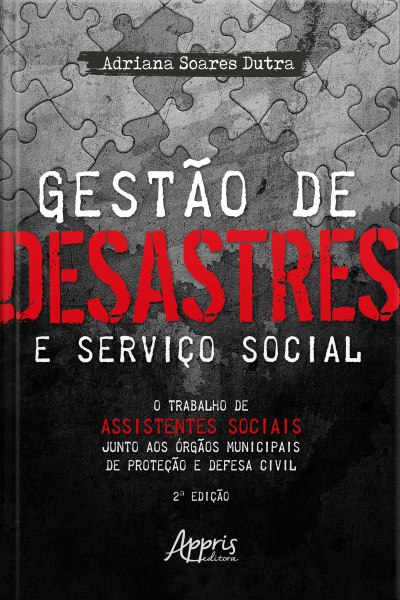 Adriana Soares Dutra
GESTÃO DE
DESASTRES
E SERVIÇO SOCIAL
O TRABALHO DE
ASSISTENTES SOCIAIS
JUNTO AOS ÓRGÃOS MUNICIPAIS
DE PROTEÇÃO E DEFESA CIVIL
2ª EDIÇÃO
Appris
editora